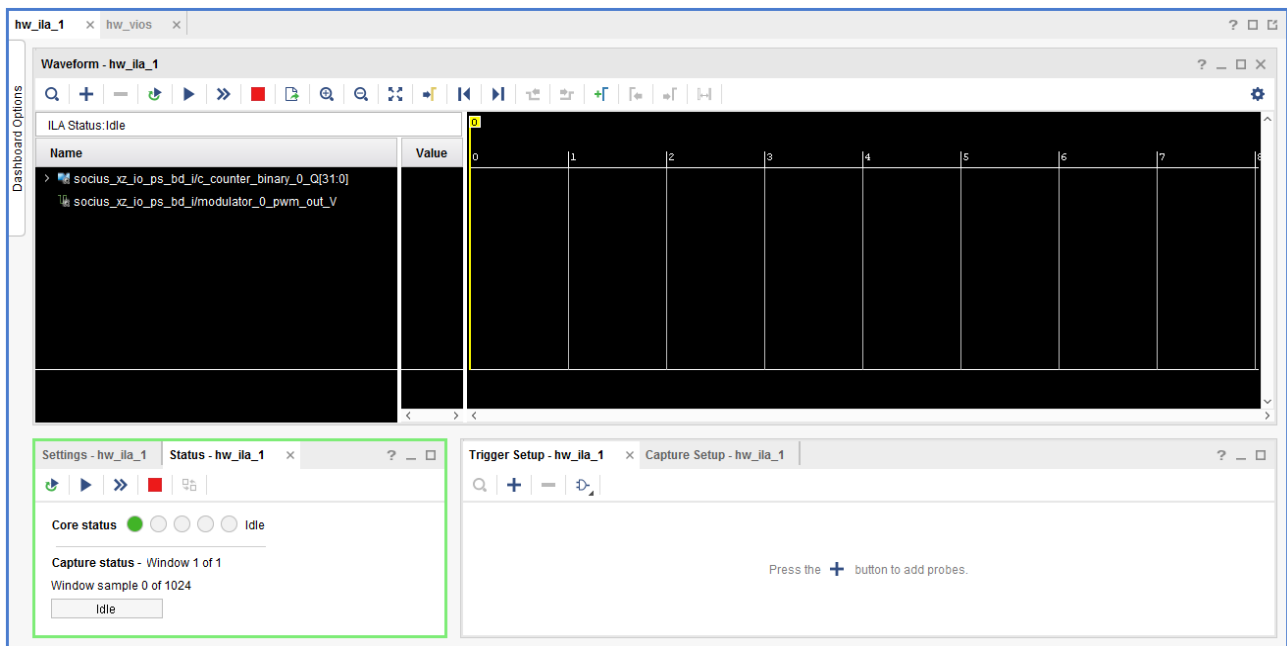 hw_ila_1 × hw_vios ×
Dashboard Options
Waveform - hw_ila_1
ILA Status:Idle
Name Value
0
0 1 2 3 4 5 6 7 8
socius_xz_io_ps_bd_i/c_counter_binary_0_Q[31:0]
socius_xz_io_ps_bd_i/modulator_0_pwm_out_V
Settings - hw_ila_1 Status - hw_ila_1 ×
Core status Idle
Capture status - Window 1 of 1
Window sample 0 of 1024
Idle
Trigger Setup - hw_ila_1 × Capture Setup - hw_ila_1
Press the + button to add probes.